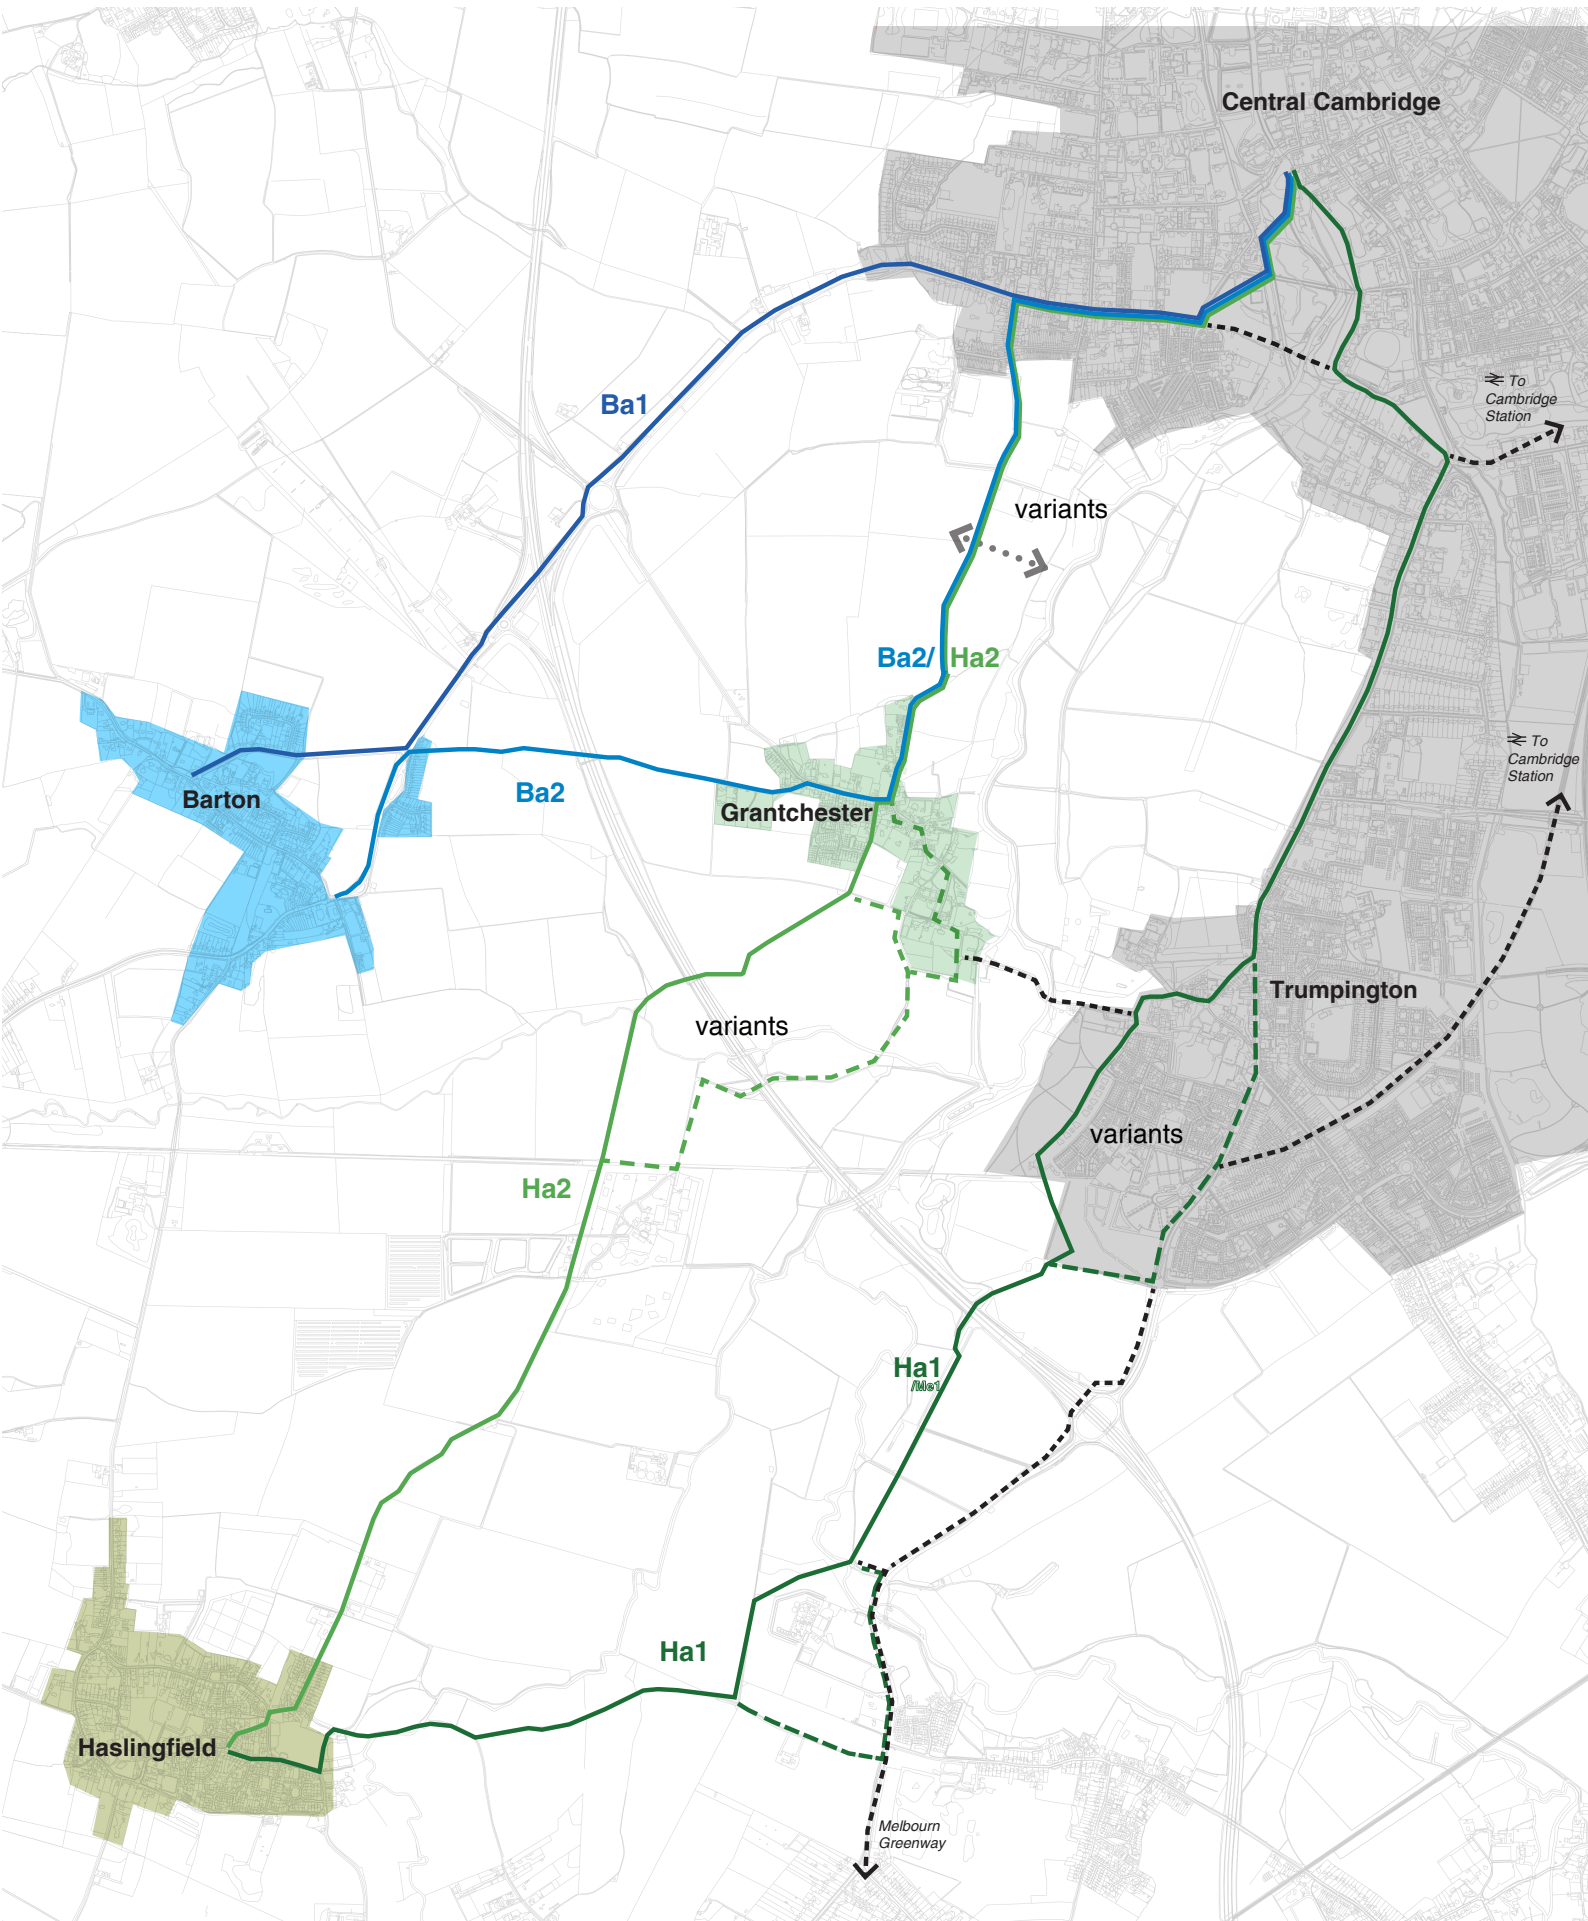 Central Cambridge
To
Cambridge
Station
Ba1
variants
Ba2/
Ha2
To
Cambridge
Station
Barton
Ba2
Grantchester
Trumpington
variants
variants
Ha2
Ha1
/Me1
Ha1
Haslingfield
Melbourn
Greenway